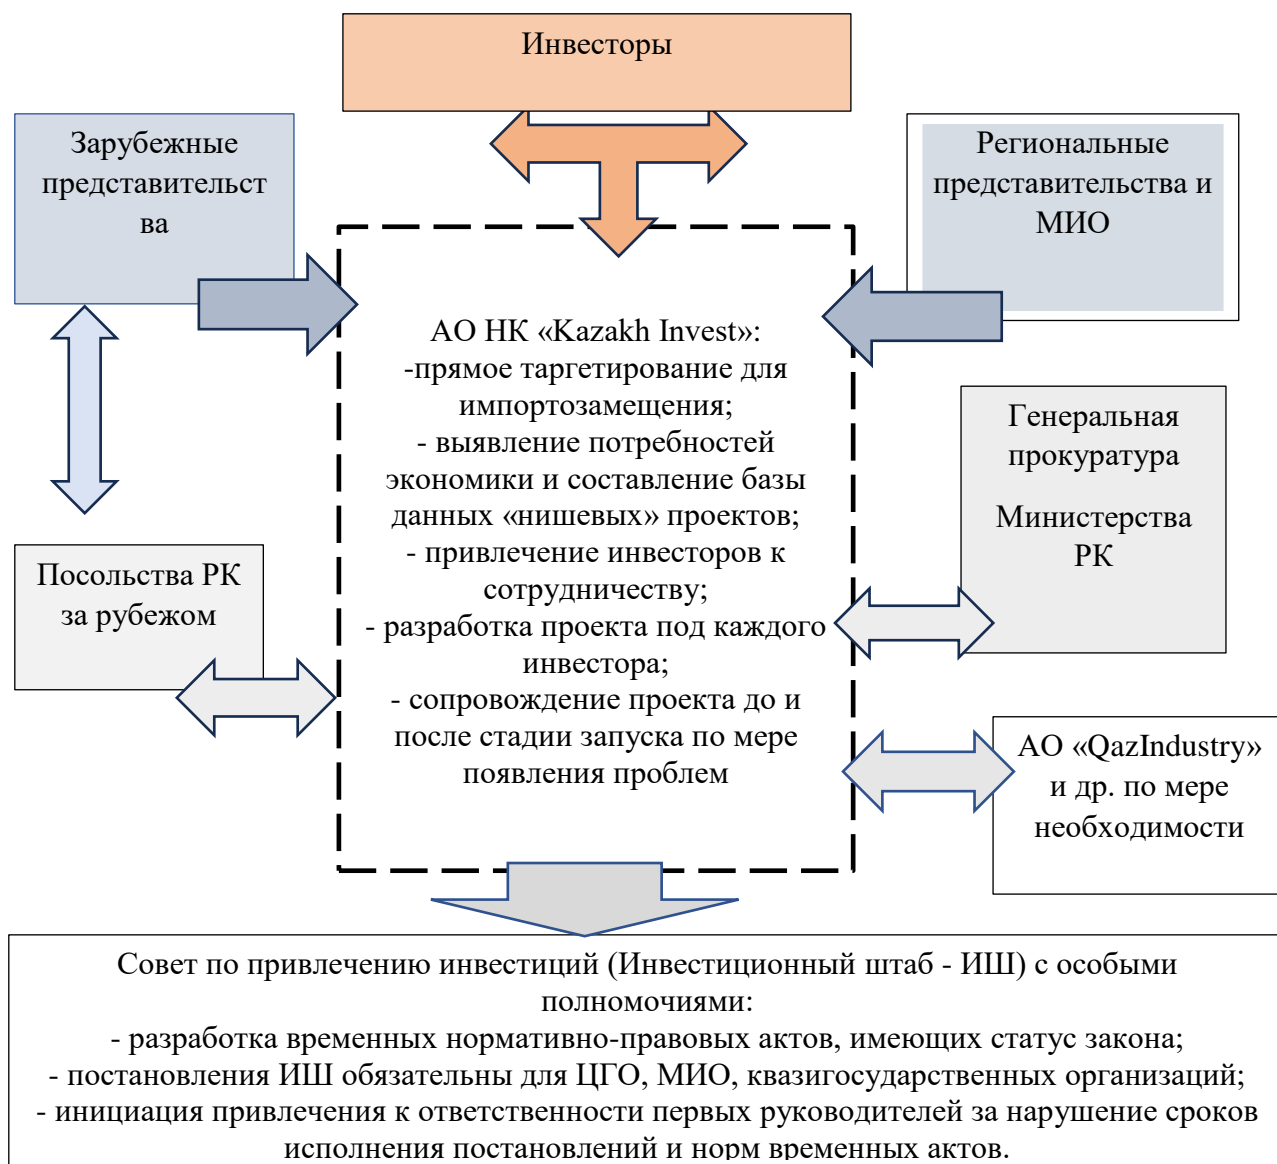 Инвесторы
Зарубежные
представительст
ва
Региональные
представительства и
МИО
АО НК «Kazakh Invest»:
-прямое таргетирование для
импортозамещения;
- выявление потребностей
экономики и составление базы
данных «нишевых» проектов;
- привлечение инвесторов к
сотрудничеству;
- разработка проекта под каждого
инвестора;
- сопровождение проекта до и
после стадии запуска по мере
появления проблем
Генеральная
прокуратура
Министерства
РК
Посольства РК
за рубежом
АО «QazIndustry»
и др. по мере
необходимости
Совет по привлечению инвестиций (Инвестиционный штаб - ИШ) с особыми
полномочиями:
- разработка временных нормативно-правовых актов, имеющих статус закона;
- постановления ИШ обязательны для ЦГО, МИО, квазигосударственных организаций;
- инициация привлечения к ответственности первых руководителей за нарушение сроков
исполнения постановлений и норм временных актов.